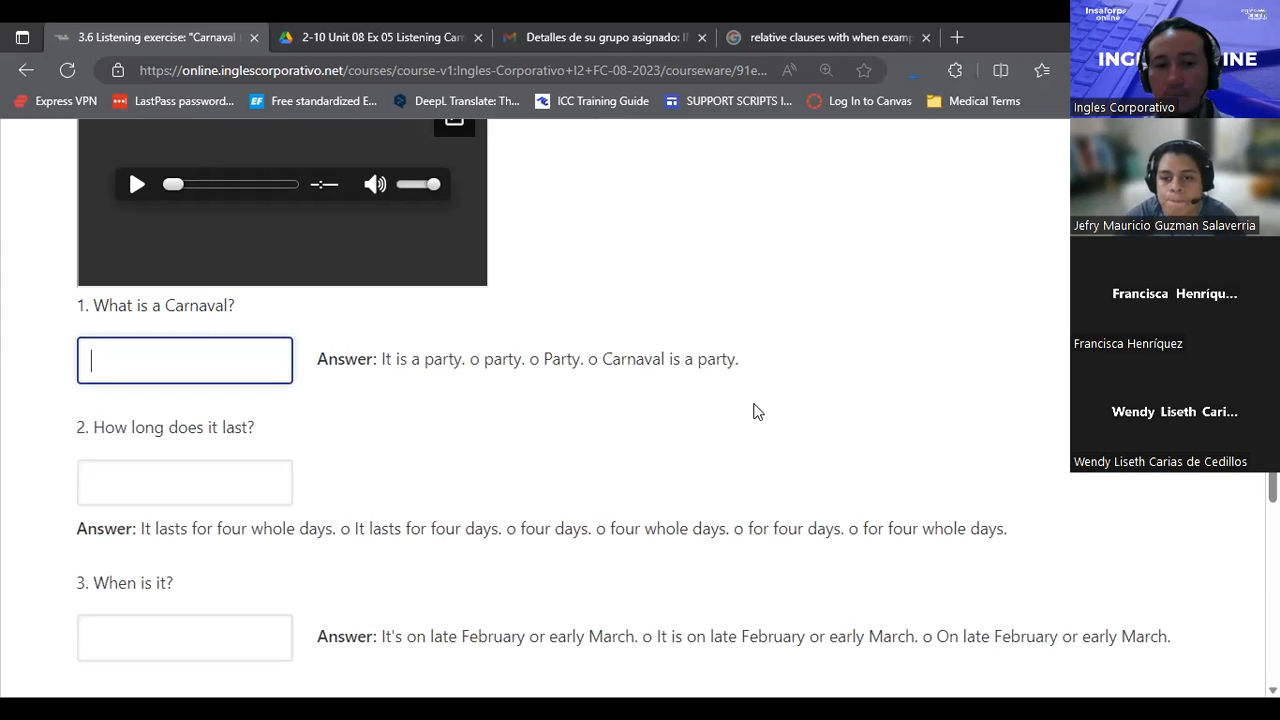 3.6 Listening exercise: "Carnaval
2-10 Unit 08 Ex 05 Listening Carn
Detalles de su grupo asignado: II
relative clauses with when examp
https://online.inglescorporativo.net/courses/course-v1:Ingles-Corporativo+I2+FC-08-2023/courseware/91e...
Express VPN
LastPass password...
Free standardized E...
DeepL Translate: Th...
ICC Training Guide
SUPPORT SCRIPTS I...
Log In to Canvas
Medical Terms
Insaforp
online
INGL
INE
Ingles Corporativo
Jefry Mauricio Guzman Salaverria
Francisca Henríqu...
Francisca Henríquez
Wendy Liseth Cari...
Wendy Liseth Carias de Cedillos
-:--
1. What is a Carnaval?
Answer: It is a party. o party. o Party. o Carnaval is a party.
2. How long does it last?
Answer: It lasts for four whole days. o It lasts for four days. o four days. o four whole days. o for four days. o for four whole days.
3. When is it?
Answer: It's on late February or early March. o It is on late February or early March. o On late February or early March.